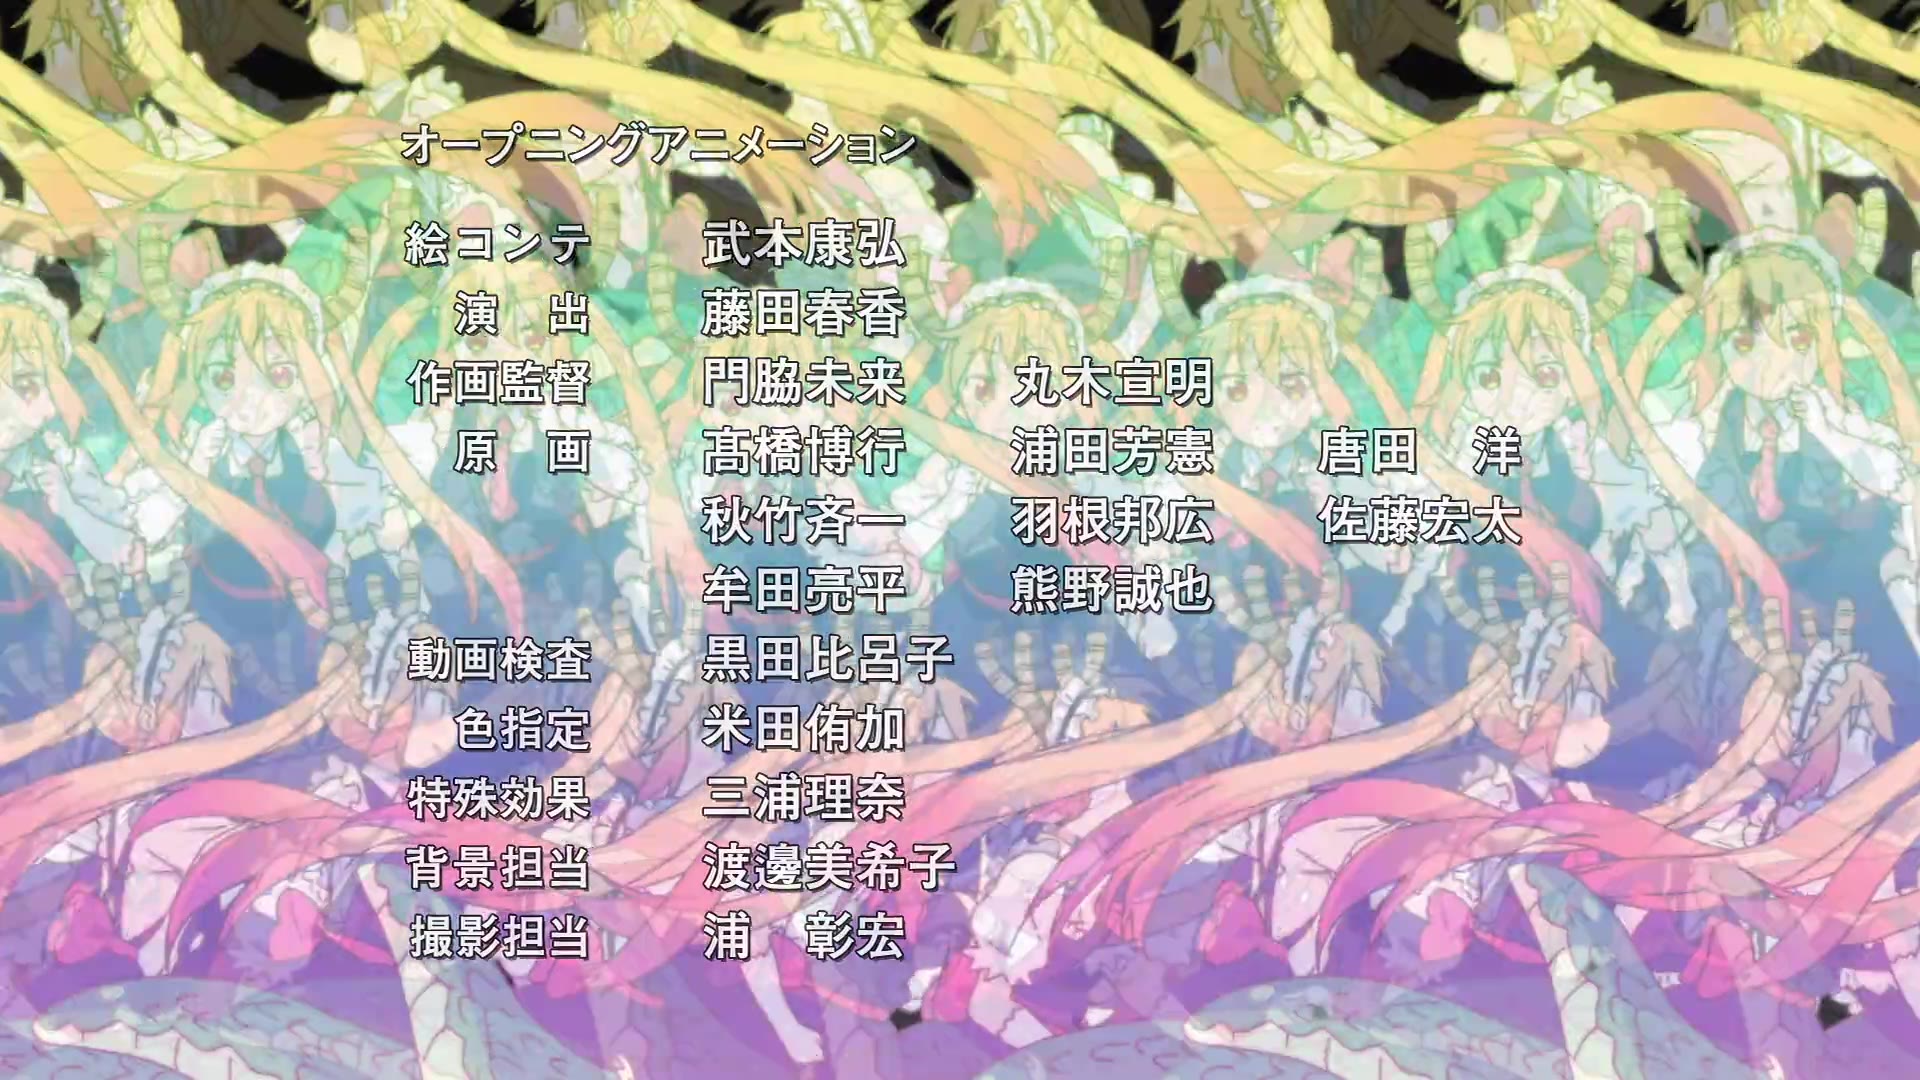 オープニングアニメーション
絵コンテ　武本康弘
演　出　藤田春香
作画監督　門脇未来　丸木宣明
原　画　髙橋博行　浦田芳憲　唐田　洋
秋竹斉一　羽根邦広　佐藤宏太
牟田亮平　熊野誠也
動画検査　黒田比呂子
色指定　米田侑加
特殊効果　三浦理奈
背景担当　渡邊美希子
撮影担当　浦　彰宏